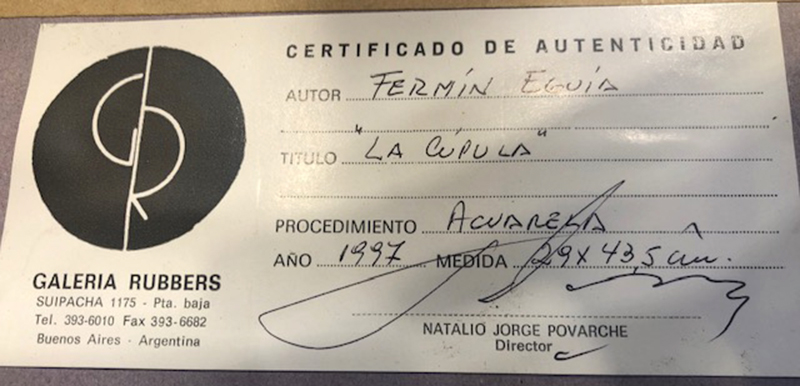 CERTIFICADO DE AUTENTICIDAD
AUTOR FERMÍN EGUÍA
TITULO "LA CÚPULA"
PROCEDIMIENTO ACUARELA
AÑO 1997 MEDIDA 29 x 43,5 cm.
NATALIO JORGE POVARCHE
Director
GR
GALERIA RUBBERS
SUIPACHA 1175 - Pta. baja
Tel. 393-6010 Fax 393-6682
Buenos Aires - Argentina